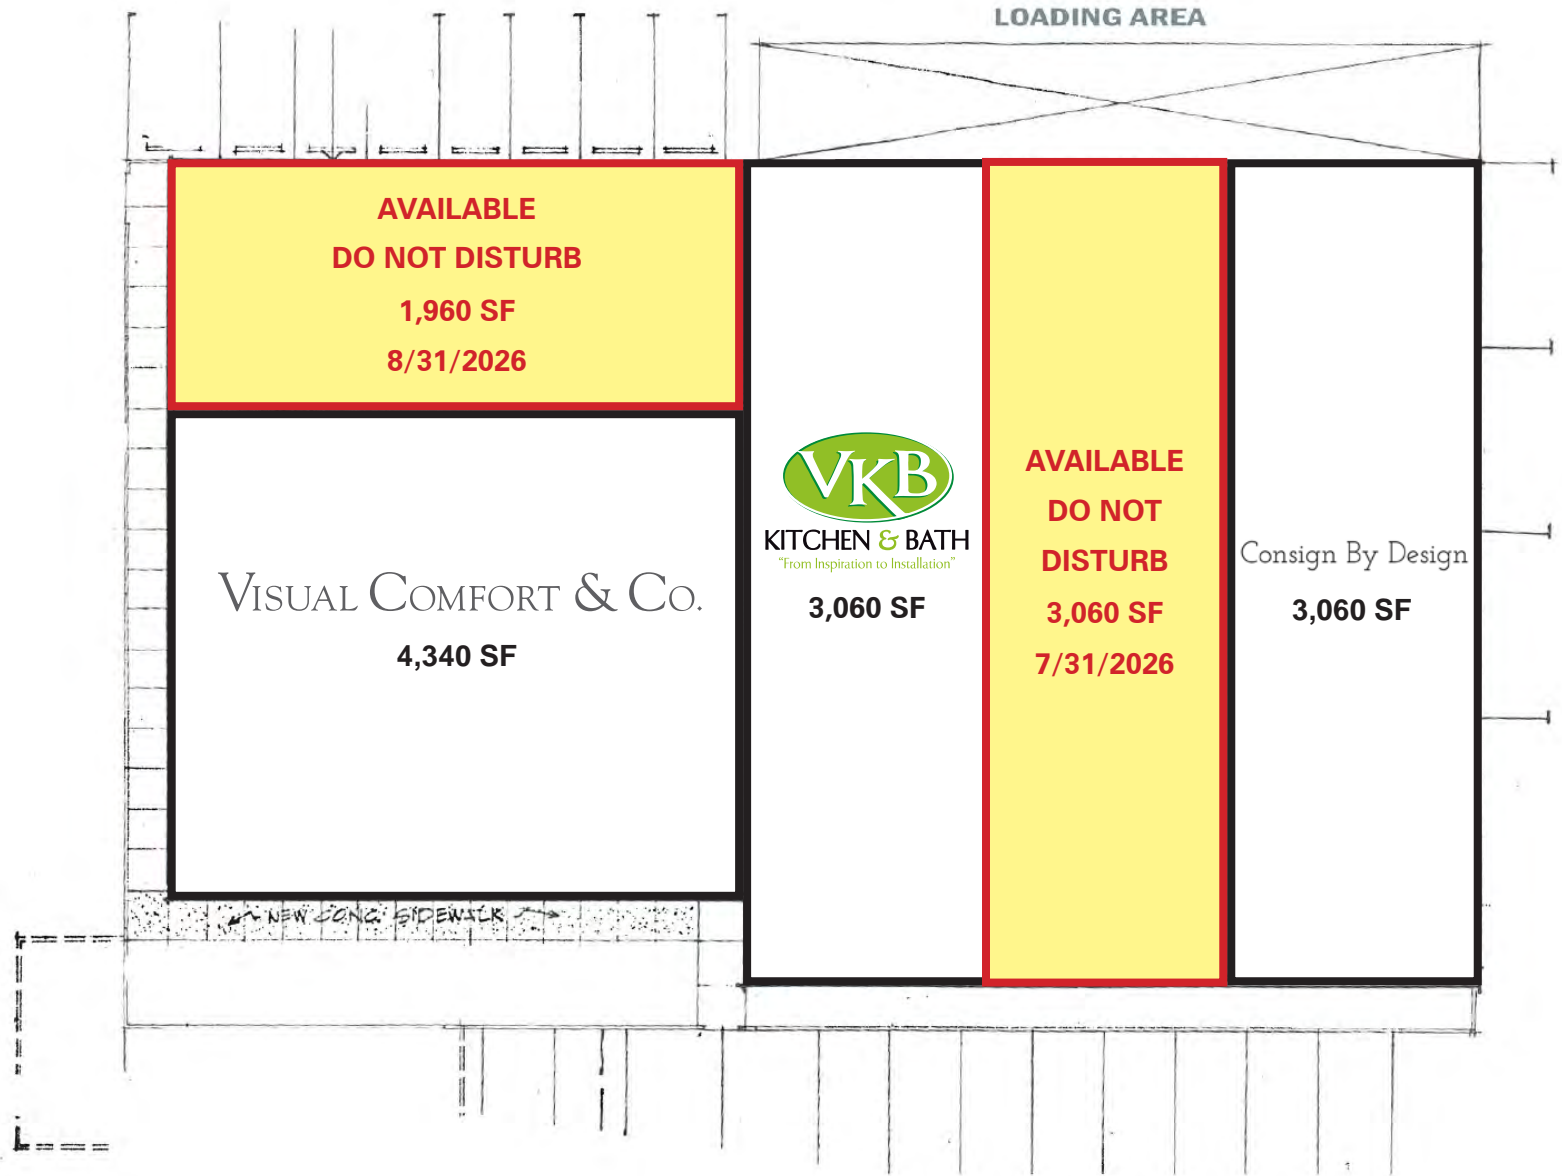 LOADING AREA
AVAILABLE
DO NOT DISTURB
1,960 SF
8/31/2026
VISUAL COMFORT & CO.
4,340 SF
VKB
KITCHEN & BATH
"From Inspiration to Installation"
3,060 SF
AVAILABLE
DO NOT
DISTURB
3,060 SF
7/31/2026
Consign By Design
3,060 SF
NEW CONC. SIDEWALK